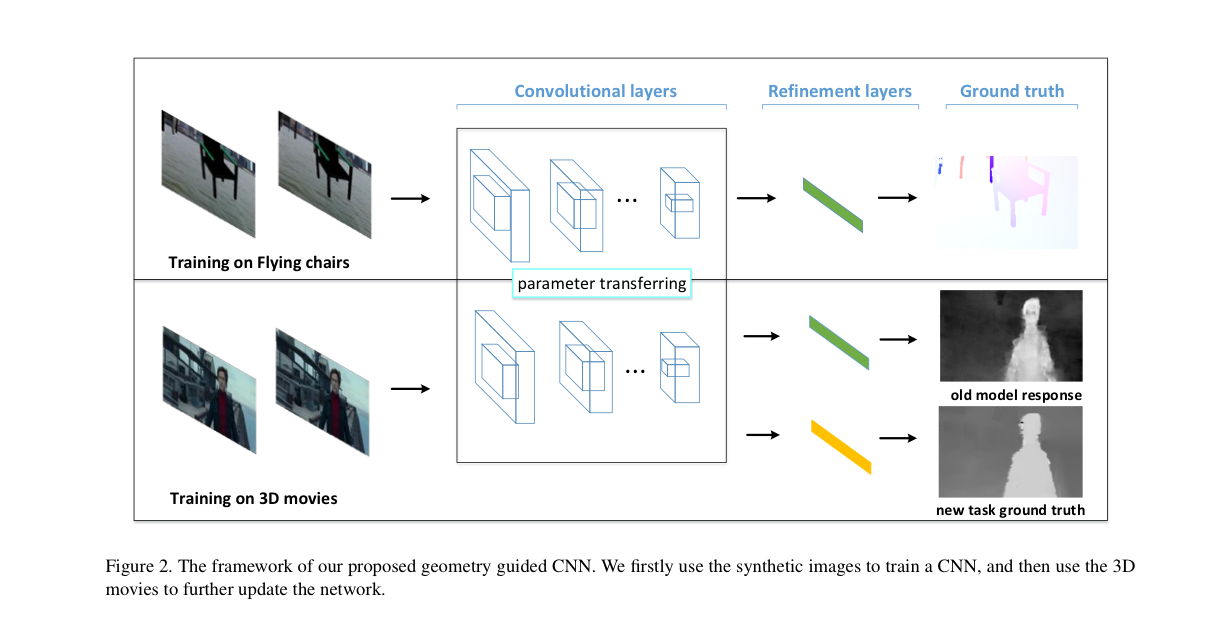 Convolutional layers
Refinement layers
Ground truth
...
Training on Flying chairs
parameter transferring
...
old model response
Training on 3D movies
new task ground truth
Figure 2. The framework of our proposed geometry guided CNN. We firstly use the synthetic images to train a CNN, and then use the 3D
movies to further update the network.